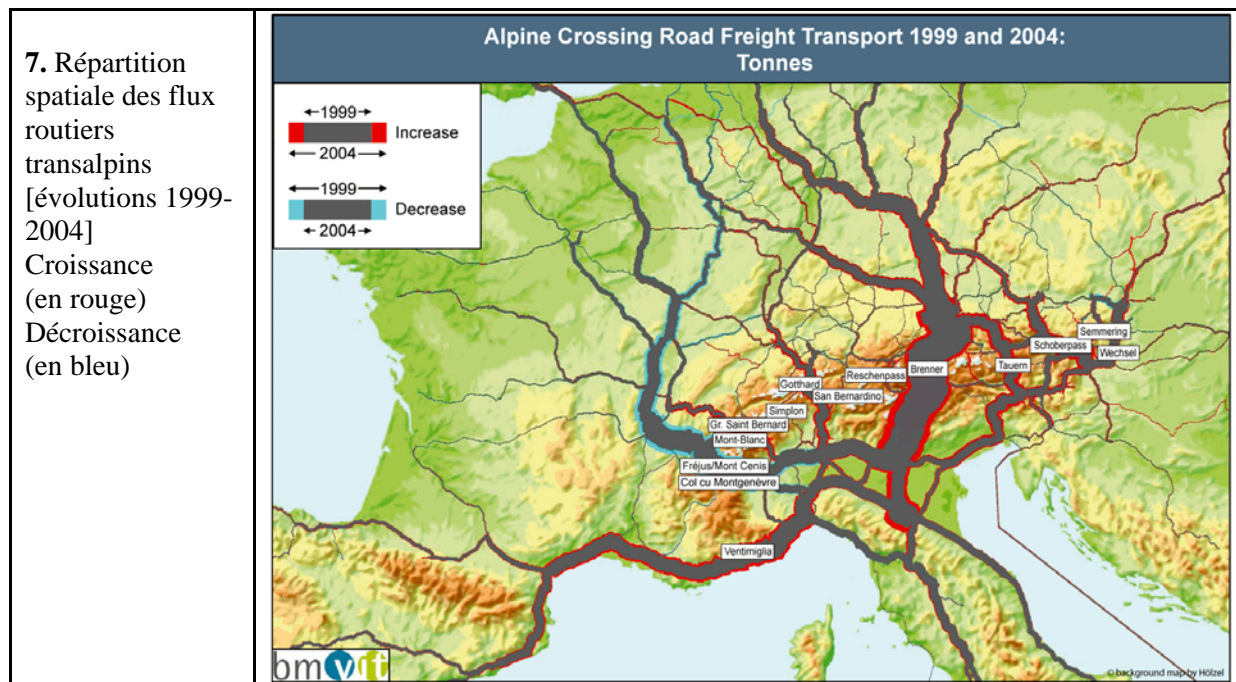 7. Répartition
spatiale des flux
routiers
transalpins
[évolutions 1999-
2004]
Croissance
(en rouge)
Décroissance
(en bleu)
Alpine Crossing Road Freight Transport 1999 and 2004:
Tonnes
1999
Increase
2004
1999
Decrease
2004
Semmering
Schoberpass
Wechsel
Tauern
Brenner
Reschenpass
Gotthard
San Bernardino
Simplon
Gr. Saint Bernard
Mont-Blanc
Fréjus/Mont Cenis
Col cu Montgenèvre
Ventimiglia
bmvit
© background map by Hölzel